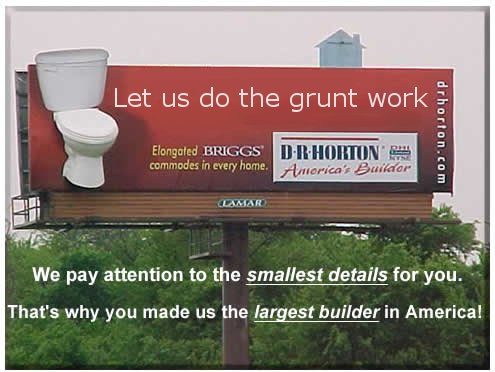 Let us do the grunt work
drhorton.com
Elongated BRIGGS
commodes in every home.
D·R·HORTON
DHI
NYSE
America's Builder
LAMAR
We pay attention to the smallest details for you.
That's why you made us the largest builder in America!